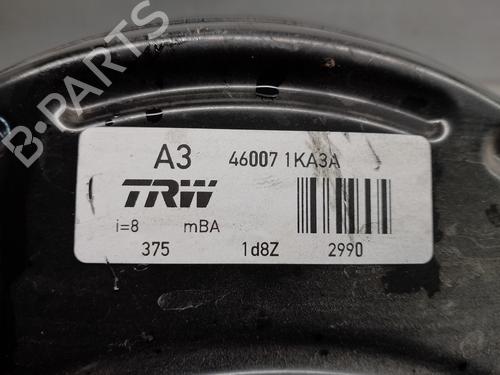 A3 46007 1KA3A
TRW
i=8 mBA
375 1d8Z 2990
B-PARTS